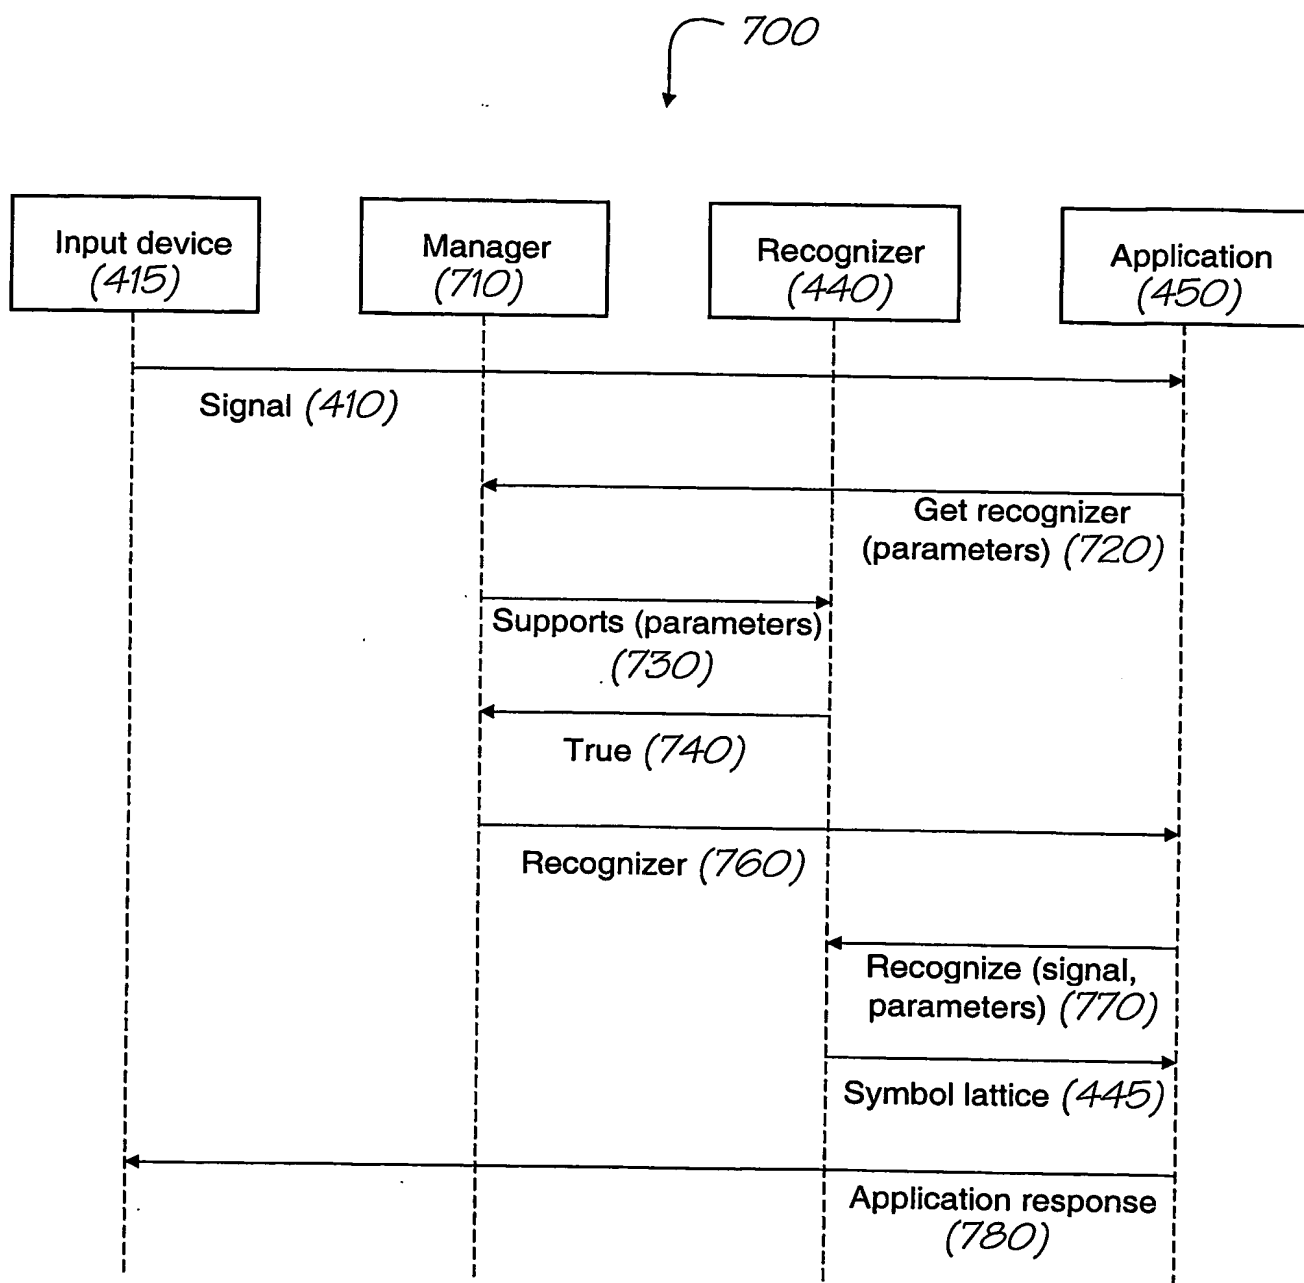 700
Input device
(415)
Manager
(710)
Recognizer
(440)
Application
(450)
Signal (410)
Get recognizer
(parameters) (720)
Supports (parameters)
(730)
True (740)
Recognizer (760)
Recognize (signal,
parameters) (770)
Symbol lattice (445)
Application response
(780)